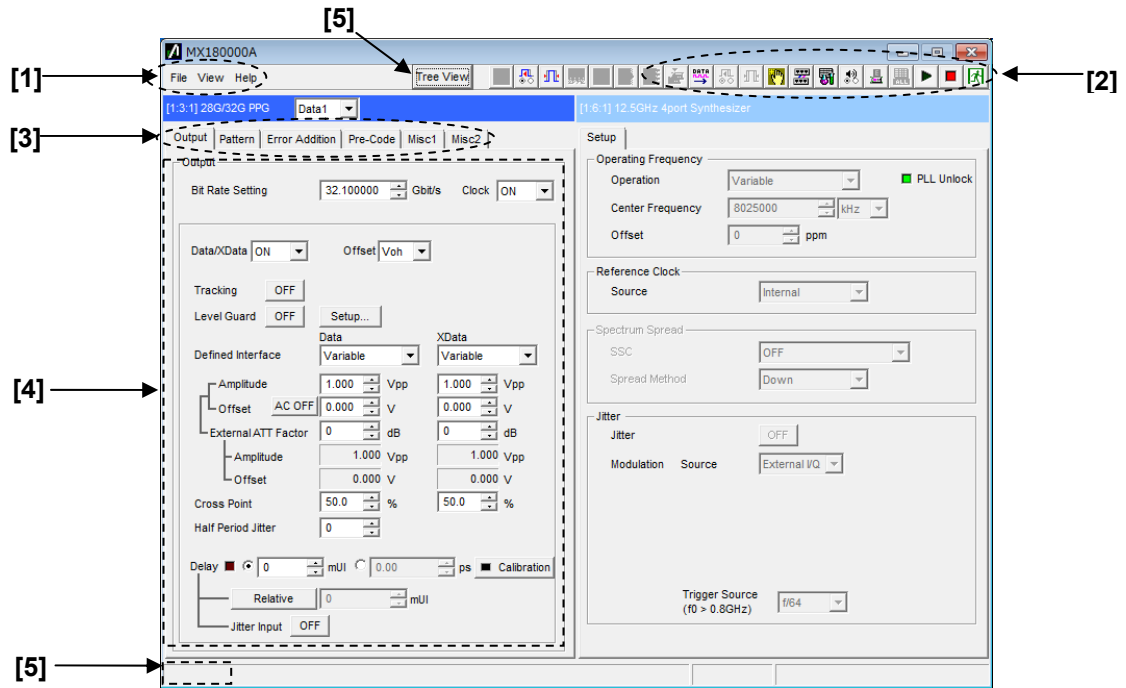 [5]
MX180000A
[1]
File View Help
Tree View
DATA
[2]
[1:3:1] 28G/32G PPG Data1
[1:6:1] 12.5GHz 4port Synthesizer
[3]
Output Pattern Error Addition Pre-Code Misc1 Misc2
Setup
Output
Bit Rate Setting 32.100000 Gbit/s Clock ON
Data/XData ON Offset Voh
Tracking OFF
Level Guard OFF Setup...
Data XData
Defined Interface Variable Variable
[4]
Amplitude 1.000 Vpp 1.000 Vpp
Offset AC OFF 0.000 V 0.000 V
External ATT Factor 0 dB 0 dB
Amplitude 1.000 Vpp 1.000 Vpp
Offset 0.000 V 0.000 V
Cross Point 50.0 % 50.0 %
Half Period Jitter 0
Delay 0 mUI 0.00 ps Calibration
Relative 0 mUI
Jitter Input OFF
Operating Frequency
Operation Variable PLL Unlock
Center Frequency 8025000 kHz
Offset 0 ppm
Reference Clock
Source Internal
Spectrum Spread
SSC OFF
Spread Method Down
Jitter
Jitter OFF
Modulation Source External I/Q
Trigger Source
(f0 > 0.8GHz) f/64
[5]